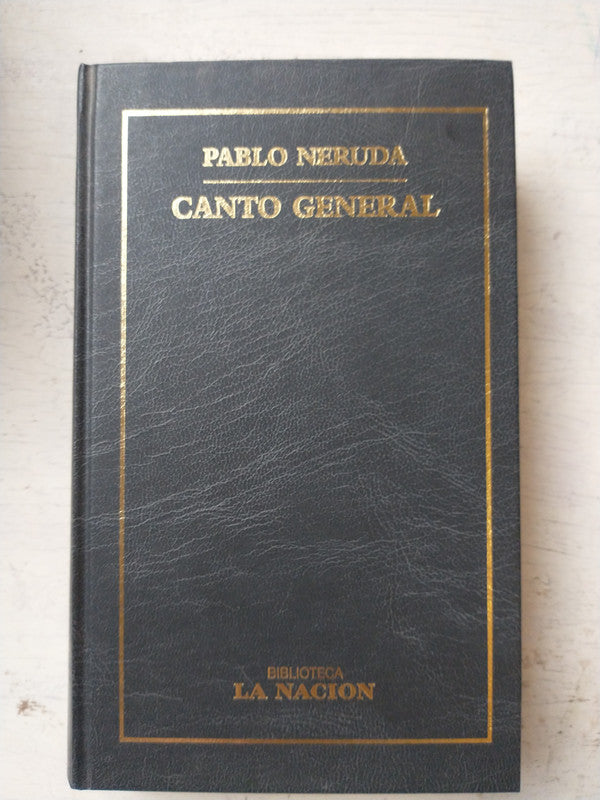 PABLO NERUDA
CANTO GENERAL
BIBLIOTECA
LA NACION